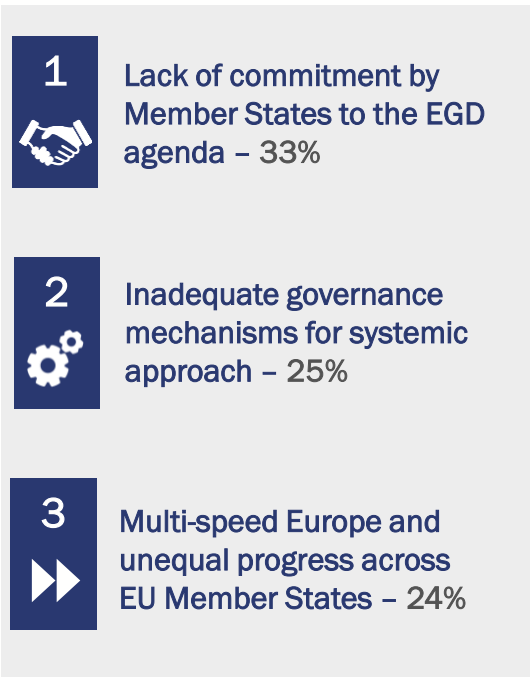 1
Lack of commitment by
Member States to the EGD
agenda – 33%
2
Inadequate governance
mechanisms for systemic
approach – 25%
3
Multi-speed Europe and
unequal progress across
EU Member States – 24%